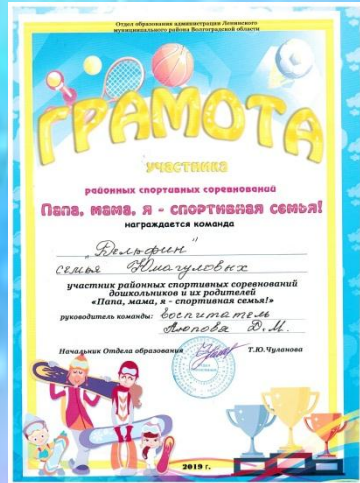 Отдел образования администрации Ленинского
муниципального района Волгоградской области
ГРАМОТА
участника
районных спортивных соревнований
Папа, мама, я - спортивная семья!
награждается команда
„Дельфин"
семья Юмагуловых
участник районных спортивных соревнований
дошкольников и их родителей
«Папа, мама, я - спортивная семья!»
руководитель команды: воспитатель
Аюпова Д.М.
Начальник Отдела образования Т.Ю.Чуланова
2019 г.